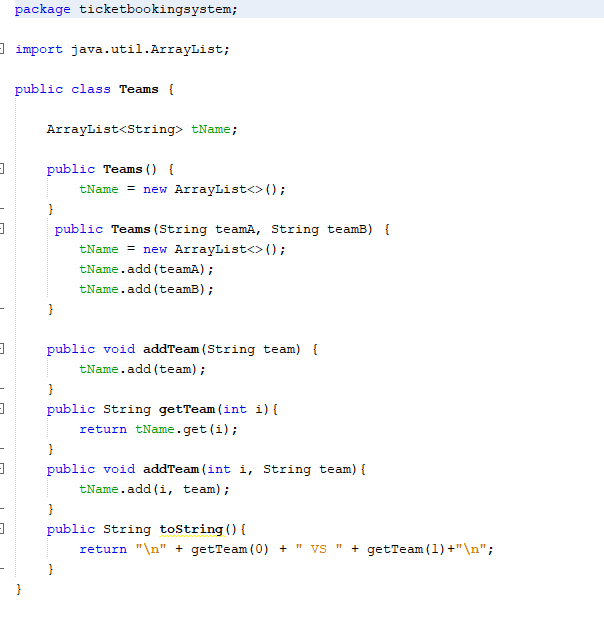 package ticketbookingsystem;
import java.util.ArrayList;
public class Teams {
ArrayList<String> tName;
public Teams() {
tName = new ArrayList<>();
}
public Teams(String teamA, String teamB) {
tName = new ArrayList<>();
tName.add(teamA);
tName.add(teamB);
}
public void addTeam(String team) {
tName.add(team);
}
public String getTeam(int i){
return tName.get(i);
}
public void addTeam(int i, String team){
tName.add(i, team);
}
public String toString(){
return "\n" + getTeam(0) + " VS " + getTeam(1)+"\n";
}
}